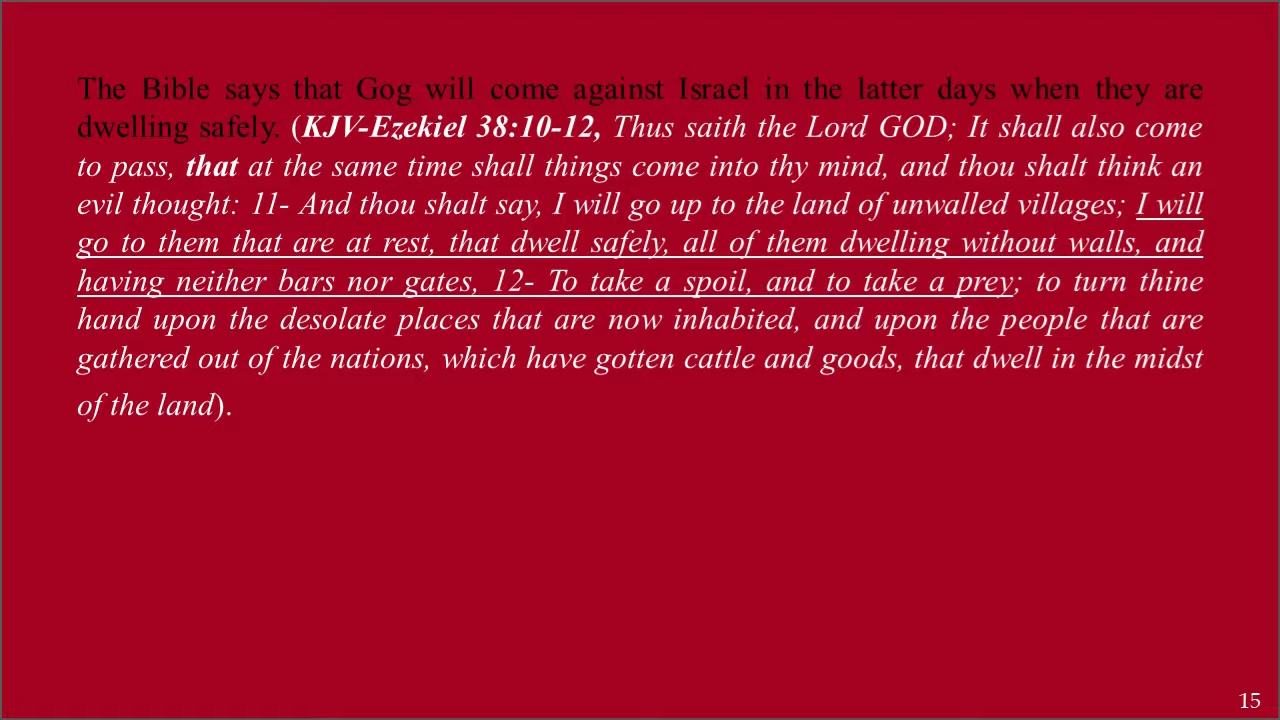 The Bible says that Gog will come against Israel in the latter days when they are
dwelling safely. (KJV-Ezekiel 38:10-12, Thus saith the Lord GOD; It shall also come
to pass, that at the same time shall things come into thy mind, and thou shalt think an
evil thought: 11- And thou shalt say, I will go up to the land of unwalled villages; I will
go to them that are at rest, that dwell safely, all of them dwelling without walls, and
having neither bars nor gates, 12- To take a spoil, and to take a prey; to turn thine
hand upon the desolate places that are now inhabited, and upon the people that are
gathered out of the nations, which have gotten cattle and goods, that dwell in the midst
of the land).
15